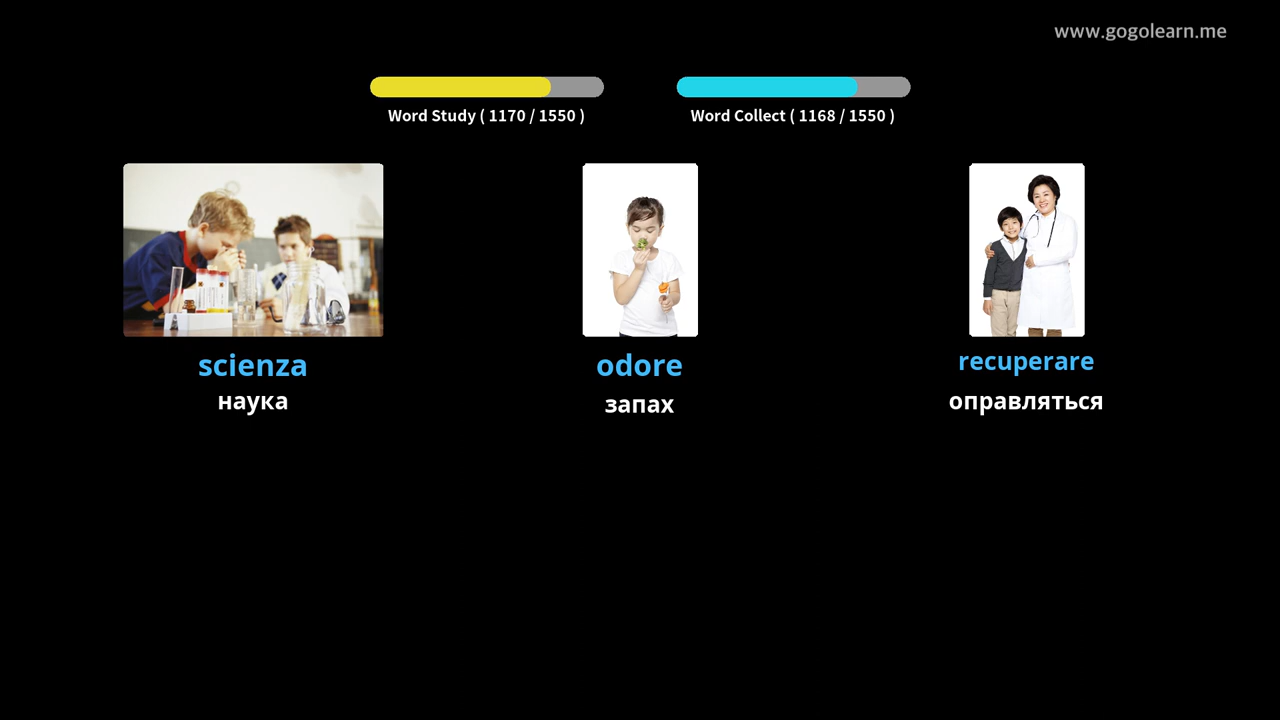 www.gogolearn.me
Word Study ( 1170 / 1550 )
Word Collect ( 1168 / 1550 )
scienza
наука
odore
запах
recuperare
оправляться